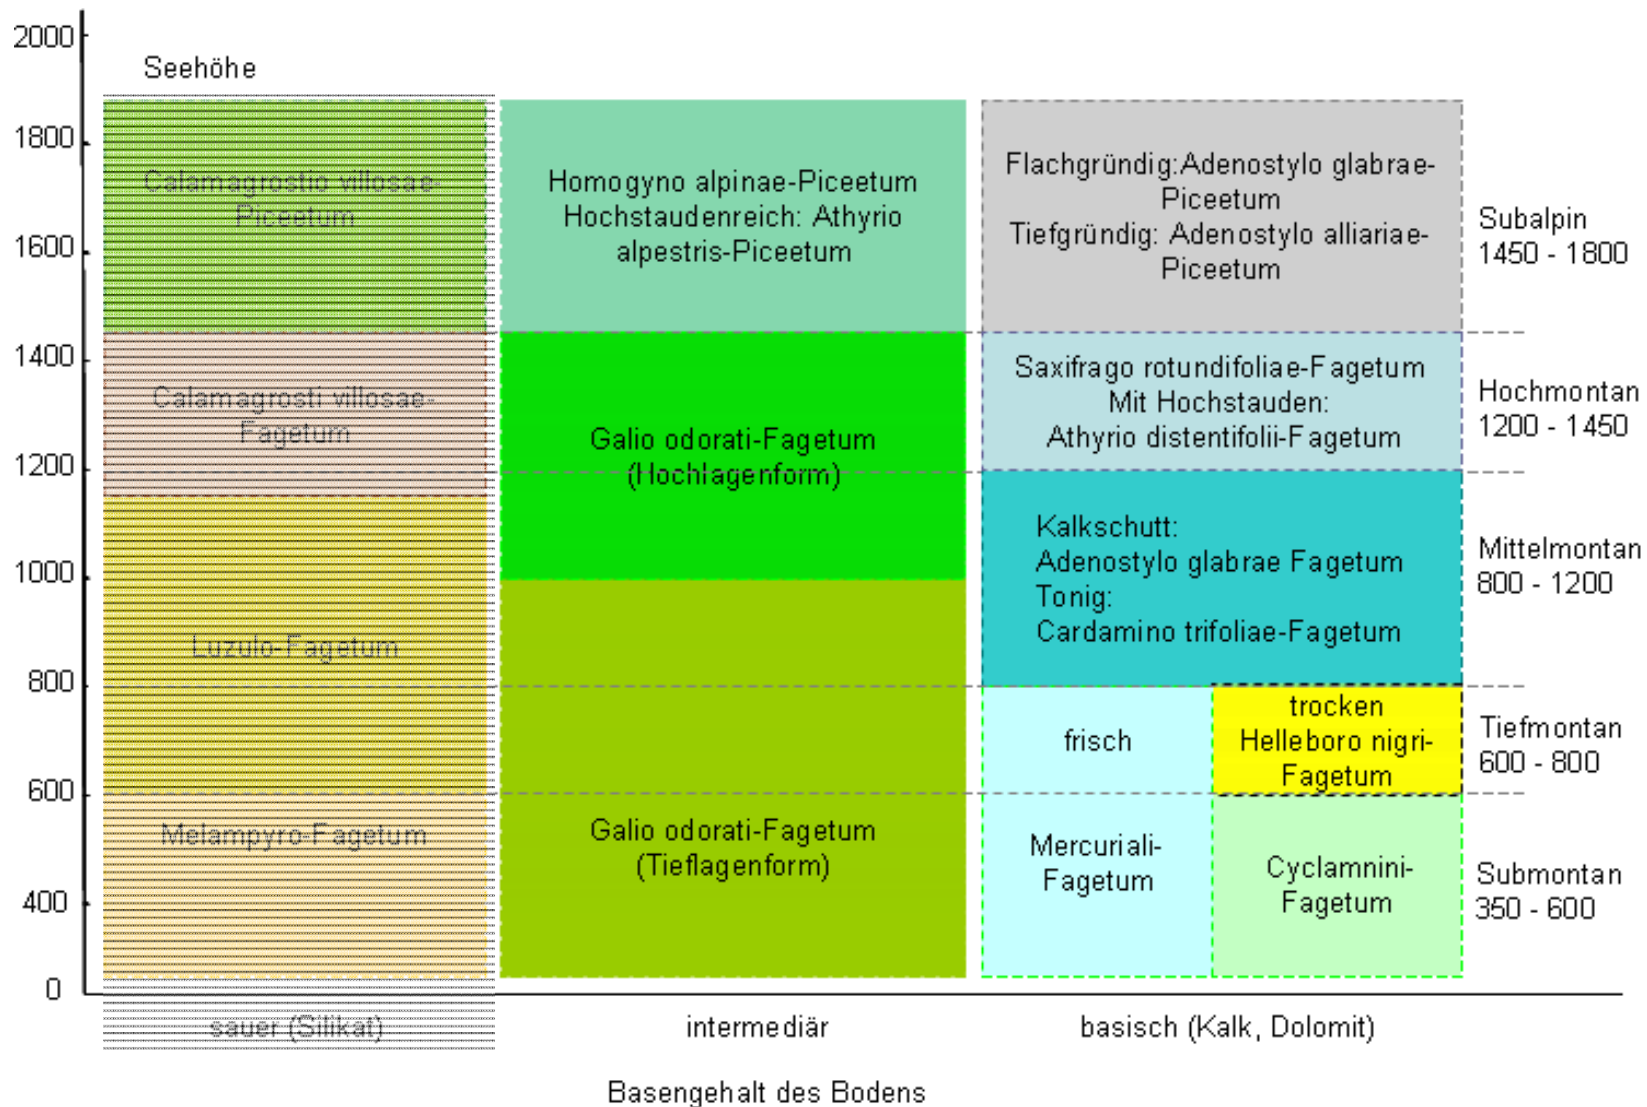 2000
Seehöhe
1800
1600
1400
1200
1000
800
600
400
0
Calamagrostio villosae-
Piceetum
Calamagrosti villosae-
Fagetum
Luzulo-Fagetum
Melampyro-Fagetum
sauer (Silikat)
Homogyno alpinae-Piceetum
Hochstaudenreich: Athyrio
alpestris-Piceetum
Galio odorati-Fagetum
(Hochlagenform)
Galio odorati-Fagetum
(Tieflagenform)
intermediär
Flachgründig:Adenostylo glabrae-
Piceetum
Tiefgründig: Adenostylo alliariae-
Piceetum
Saxifrago rotundifoliae-Fagetum
Mit Hochstauden:
Athyrio distentifolii-Fagetum
Kalkschutt:
Adenostylo glabrae Fagetum
Tonig:
Cardamino trifoliae-Fagetum
frisch
trocken
Helleboro nigri-
Fagetum
Mercuriali-
Fagetum
Cyclamnini-
Fagetum
basisch (Kalk, Dolomit)
Subalpin
1450 - 1800
Hochmontan
1200 - 1450
Mittelmontan
800 - 1200
Tiefmontan
600 - 800
Submontan
350 - 600
Basengehalt des Bodens